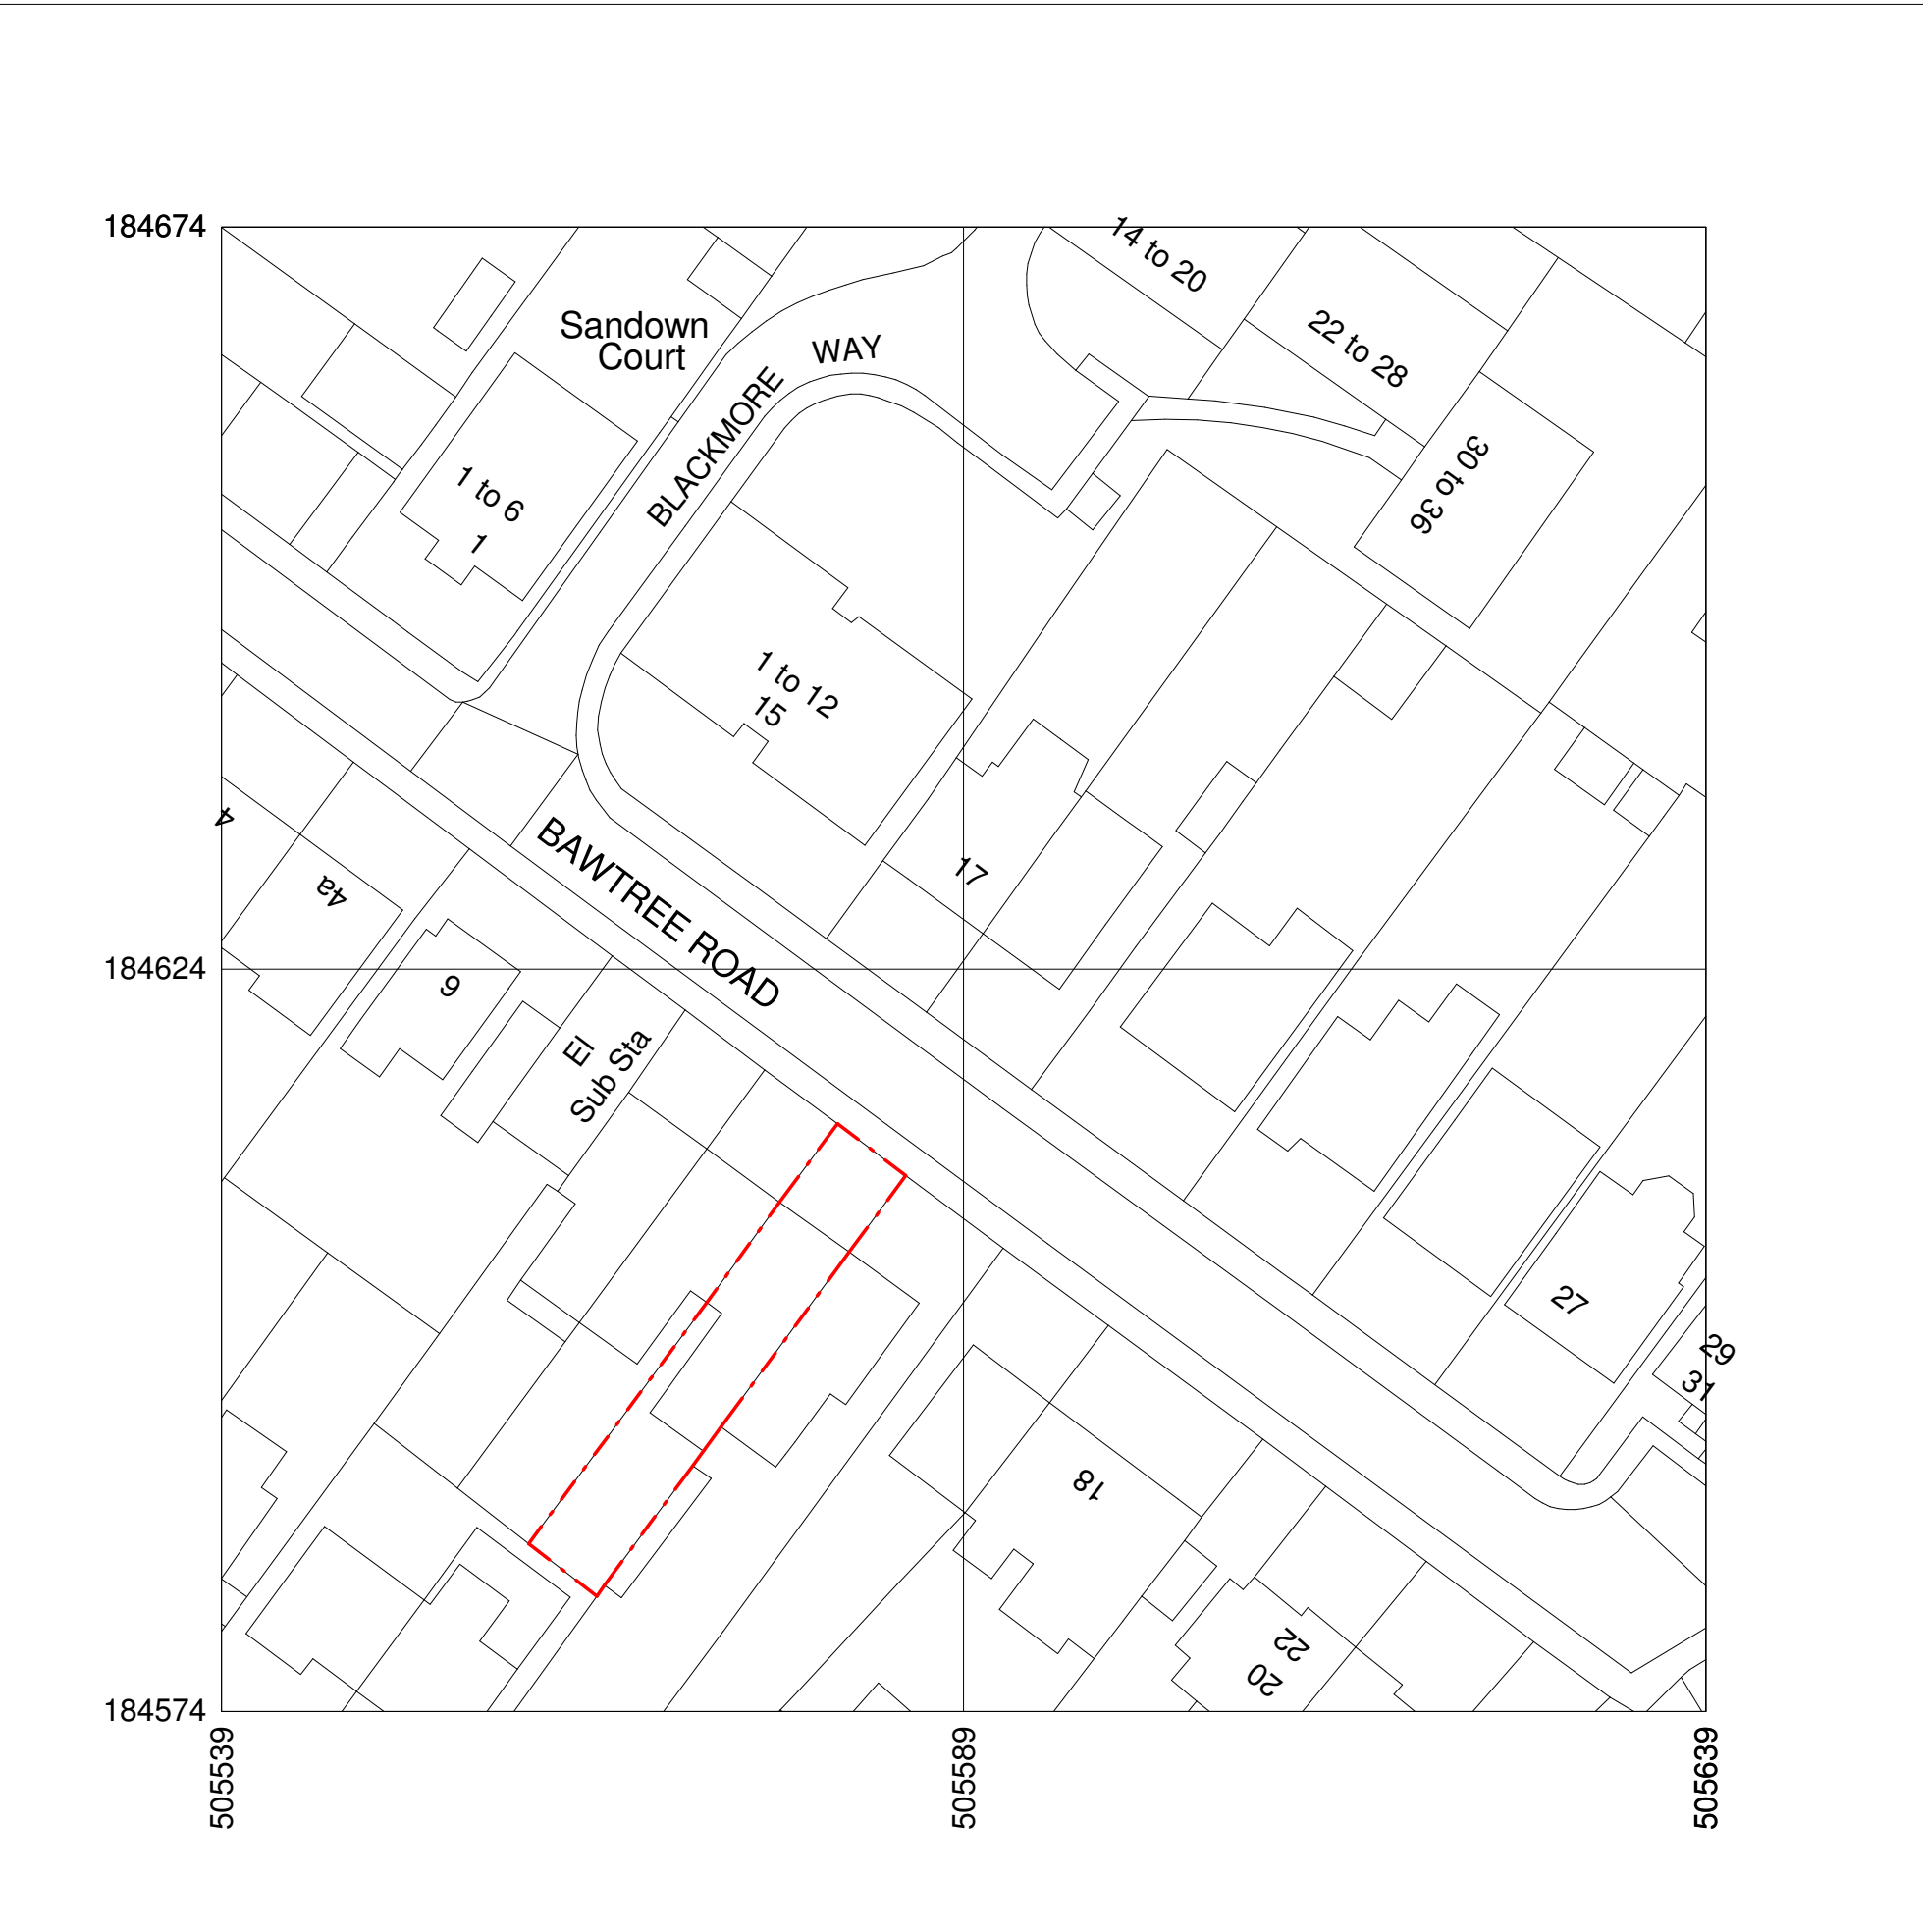 184674
14 to 20
22 to 28
Sandown
Court
WAY
BLACKMORE
30 to 36
1 to 6
1
1 to 12
15
4
4a
BAWTREE ROAD
17
184624
6
El
Sub Sta
27
29
31
18
22
20
184574
505539
505589
505639